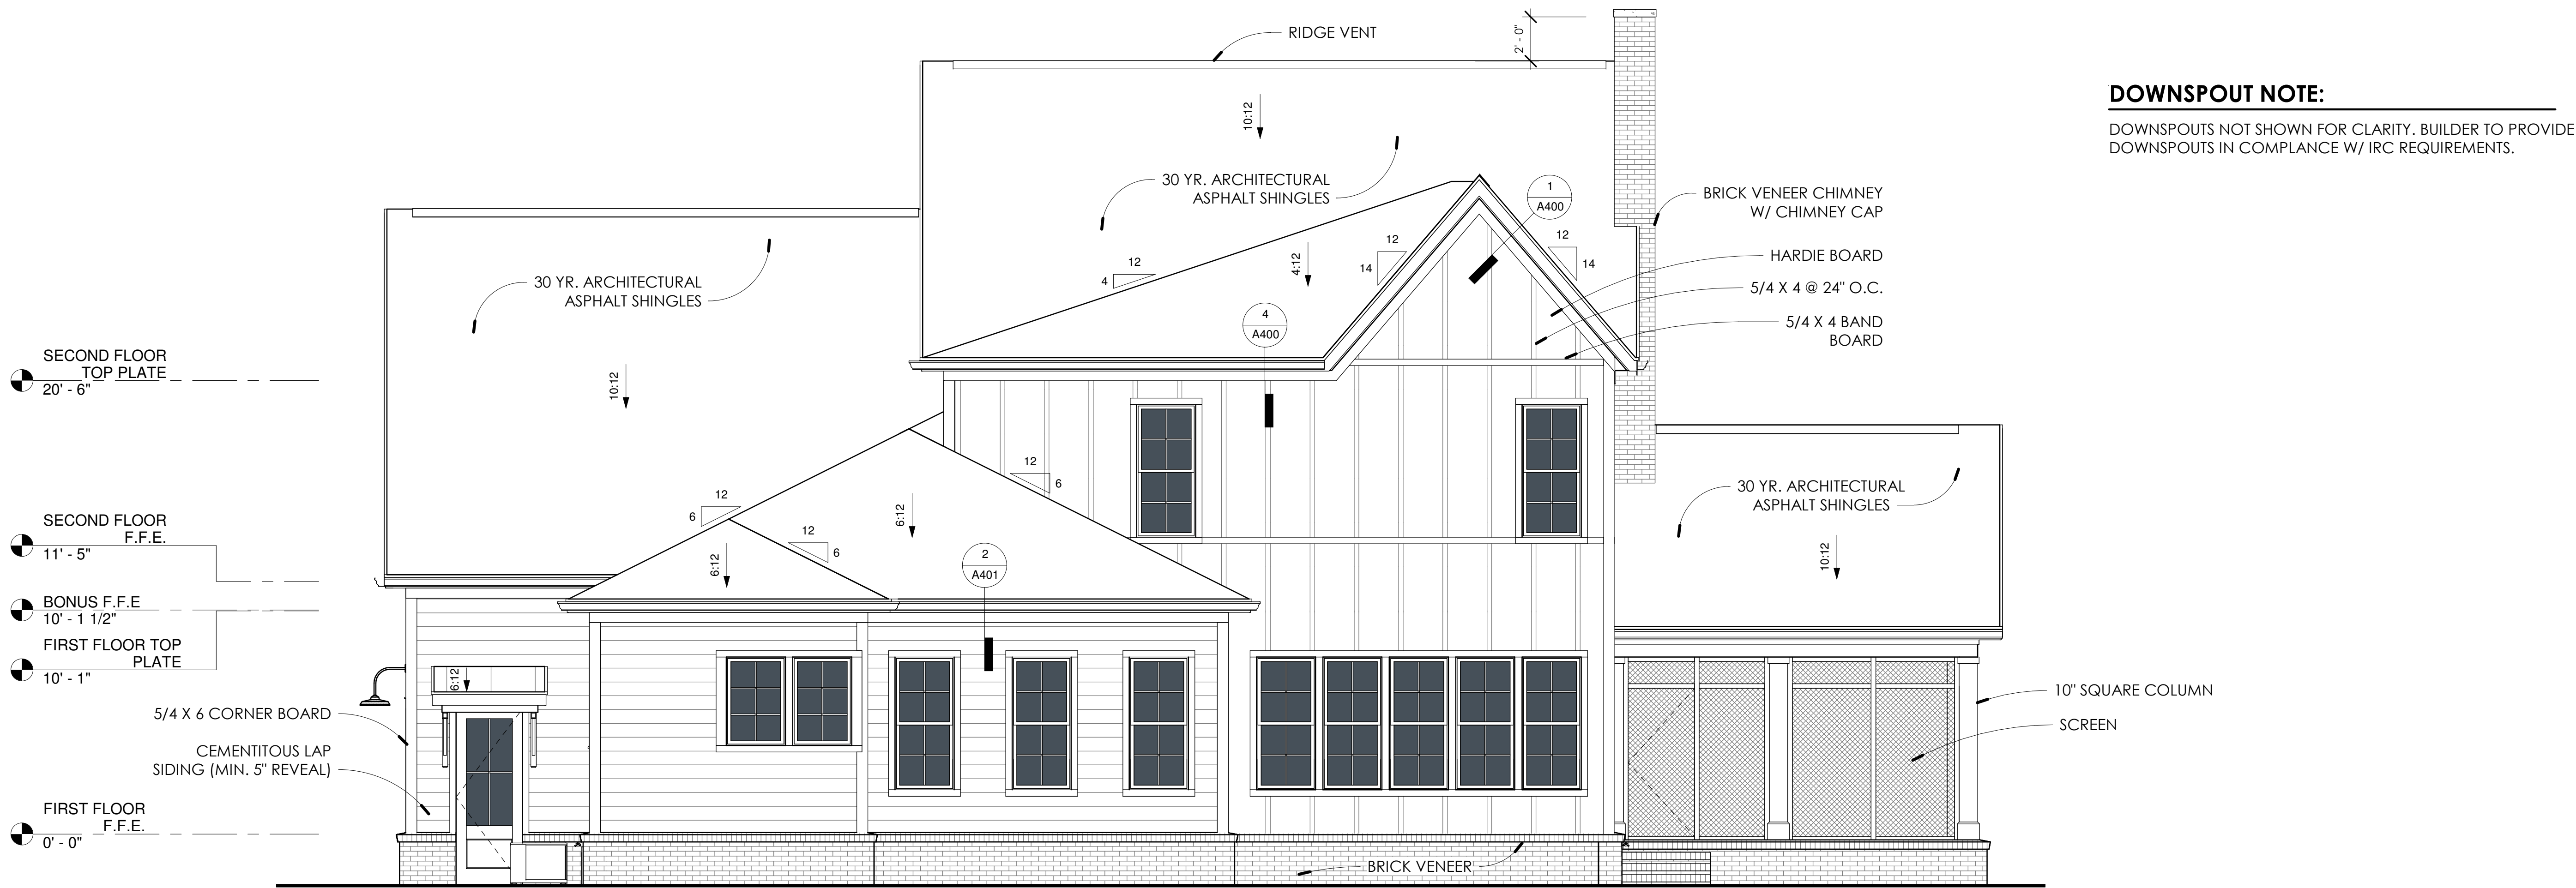 RIDGE VENT
2' - 0"
DOWNSPOUT NOTE:
DOWNSPOUTS NOT SHOWN FOR CLARITY. BUILDER TO PROVIDE
DOWNSPOUTS IN COMPLANCE W/ IRC REQUIREMENTS.
10:12
30 YR. ARCHITECTURAL
ASPHALT SHINGLES
1
A400
BRICK VENEER CHIMNEY
W/ CHIMNEY CAP
12
14
12
14
HARDIE BOARD
12
4
4:12
5/4 X 4 @ 24" O.C.
5/4 X 4 BAND
BOARD
4
A400
30 YR. ARCHITECTURAL
ASPHALT SHINGLES
10:12
SECOND FLOOR
TOP PLATE
20' - 6"
12
6
12
6
6:12
12
6
6:12
2
A401
30 YR. ARCHITECTURAL
ASPHALT SHINGLES
10:12
SECOND FLOOR
F.F.E.
11' - 5"
BONUS F.F.E
10' - 1 1/2"
FIRST FLOOR TOP
PLATE
10' - 1"
6:12
5/4 X 6 CORNER BOARD
CEMENTITOUS LAP
SIDING (MIN. 5" REVEAL)
10" SQUARE COLUMN
SCREEN
FIRST FLOOR
F.F.E.
0' - 0"
BRICK VENEER